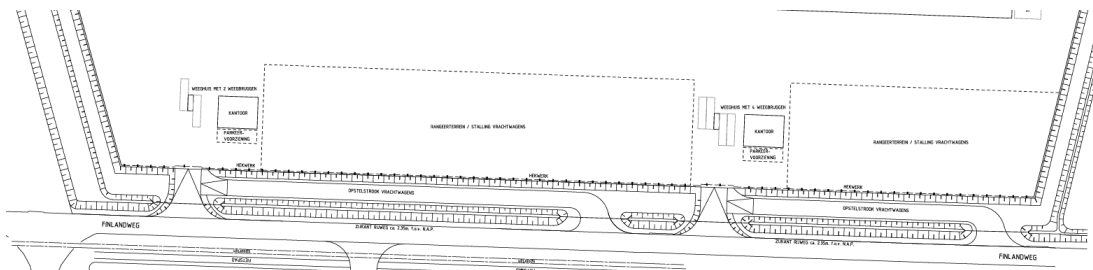 WEEGHUIS MET 2 WEEGBRUGGEN
KANTOOR
PARKEER-
VOORZIENING
RANGEERTERREIN / STALLING VRACHTWAGENS
WEEGHUIS MET 4 WEEGBRUGGEN
KANTOOR
PARKEER-
VOORZIENING
RANGEERTERREIN / STALLING VRACHTWAGENS
HEKWERK
HEKWERK
HEKWERK
OPSTELSTROOK VRACHTWAGENS
OPSTELSTROOK VRACHTWAGENS
FINLANDWEG
ZIJKANT RIJWEG ca. 2.35m. t.o.v. N.A.P.
ZIJKANT RIJWEG ca. 2.35m. t.o.v. N.A.P.
FINLANDWEG
FIETSPAD
FIETSPAD